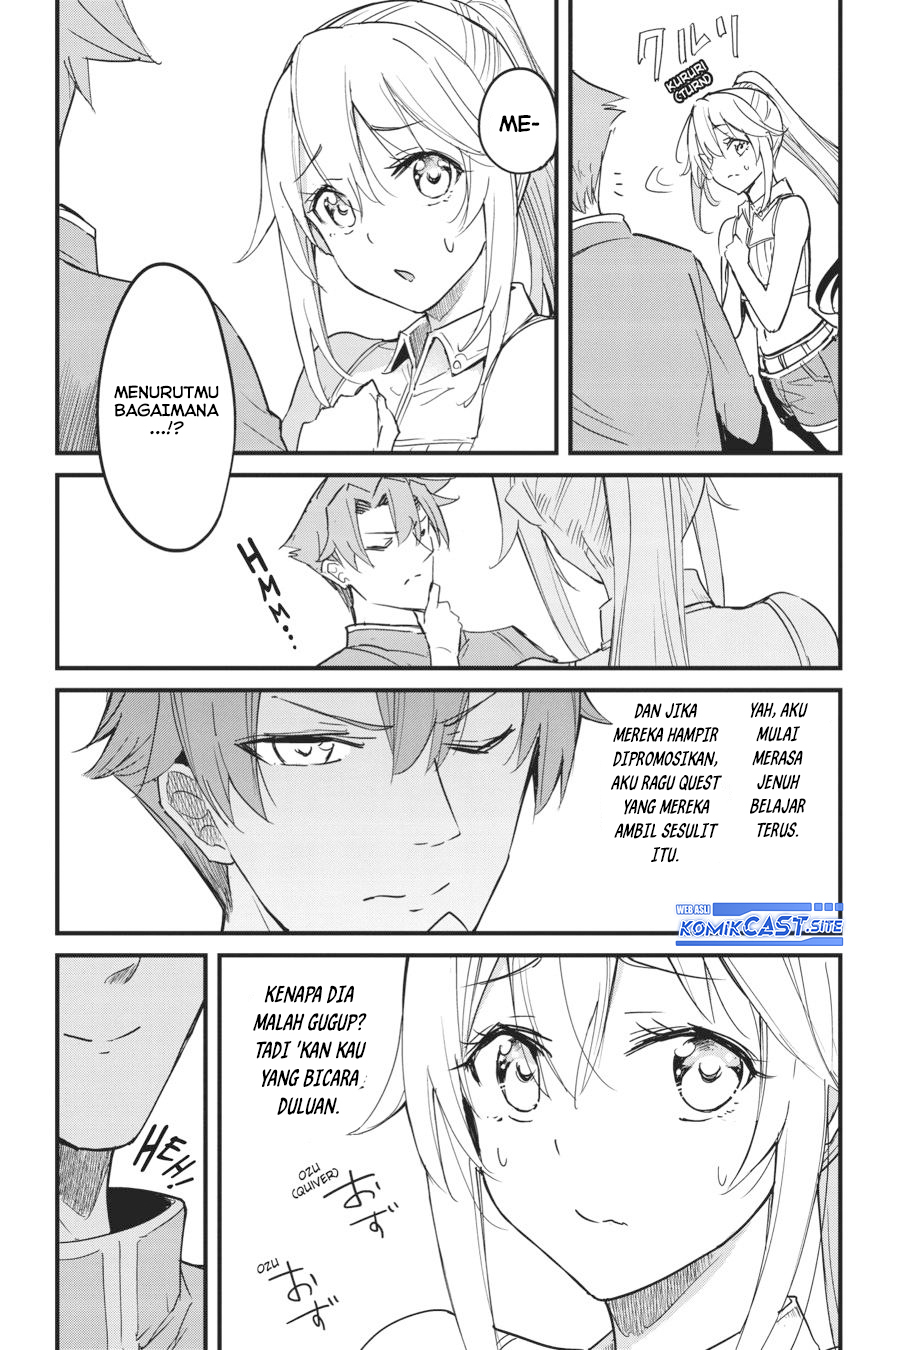 クルリ
KURURI
(TURN)
ME-
MENURUTMU
BAGAIMANA
...!?
HMM...
YAH, AKU
MULAI
MERASA
JENUH
BELAJAR
TERUS.
DAN JIKA
MEREKA HAMPIR
DIPROMOSIKAN,
AKU RAGU QUEST
YANG MEREKA
AMBIL SESULIT
ITU.
WEB ASLI
KOMIKCAST.SITE
KENAPA DIA
MALAH GUGUP?
TADI 'KAN KAU
YANG BICARA
DULUAN.
OZU
(QUIVER)
おず
OZU
おず
HEH!